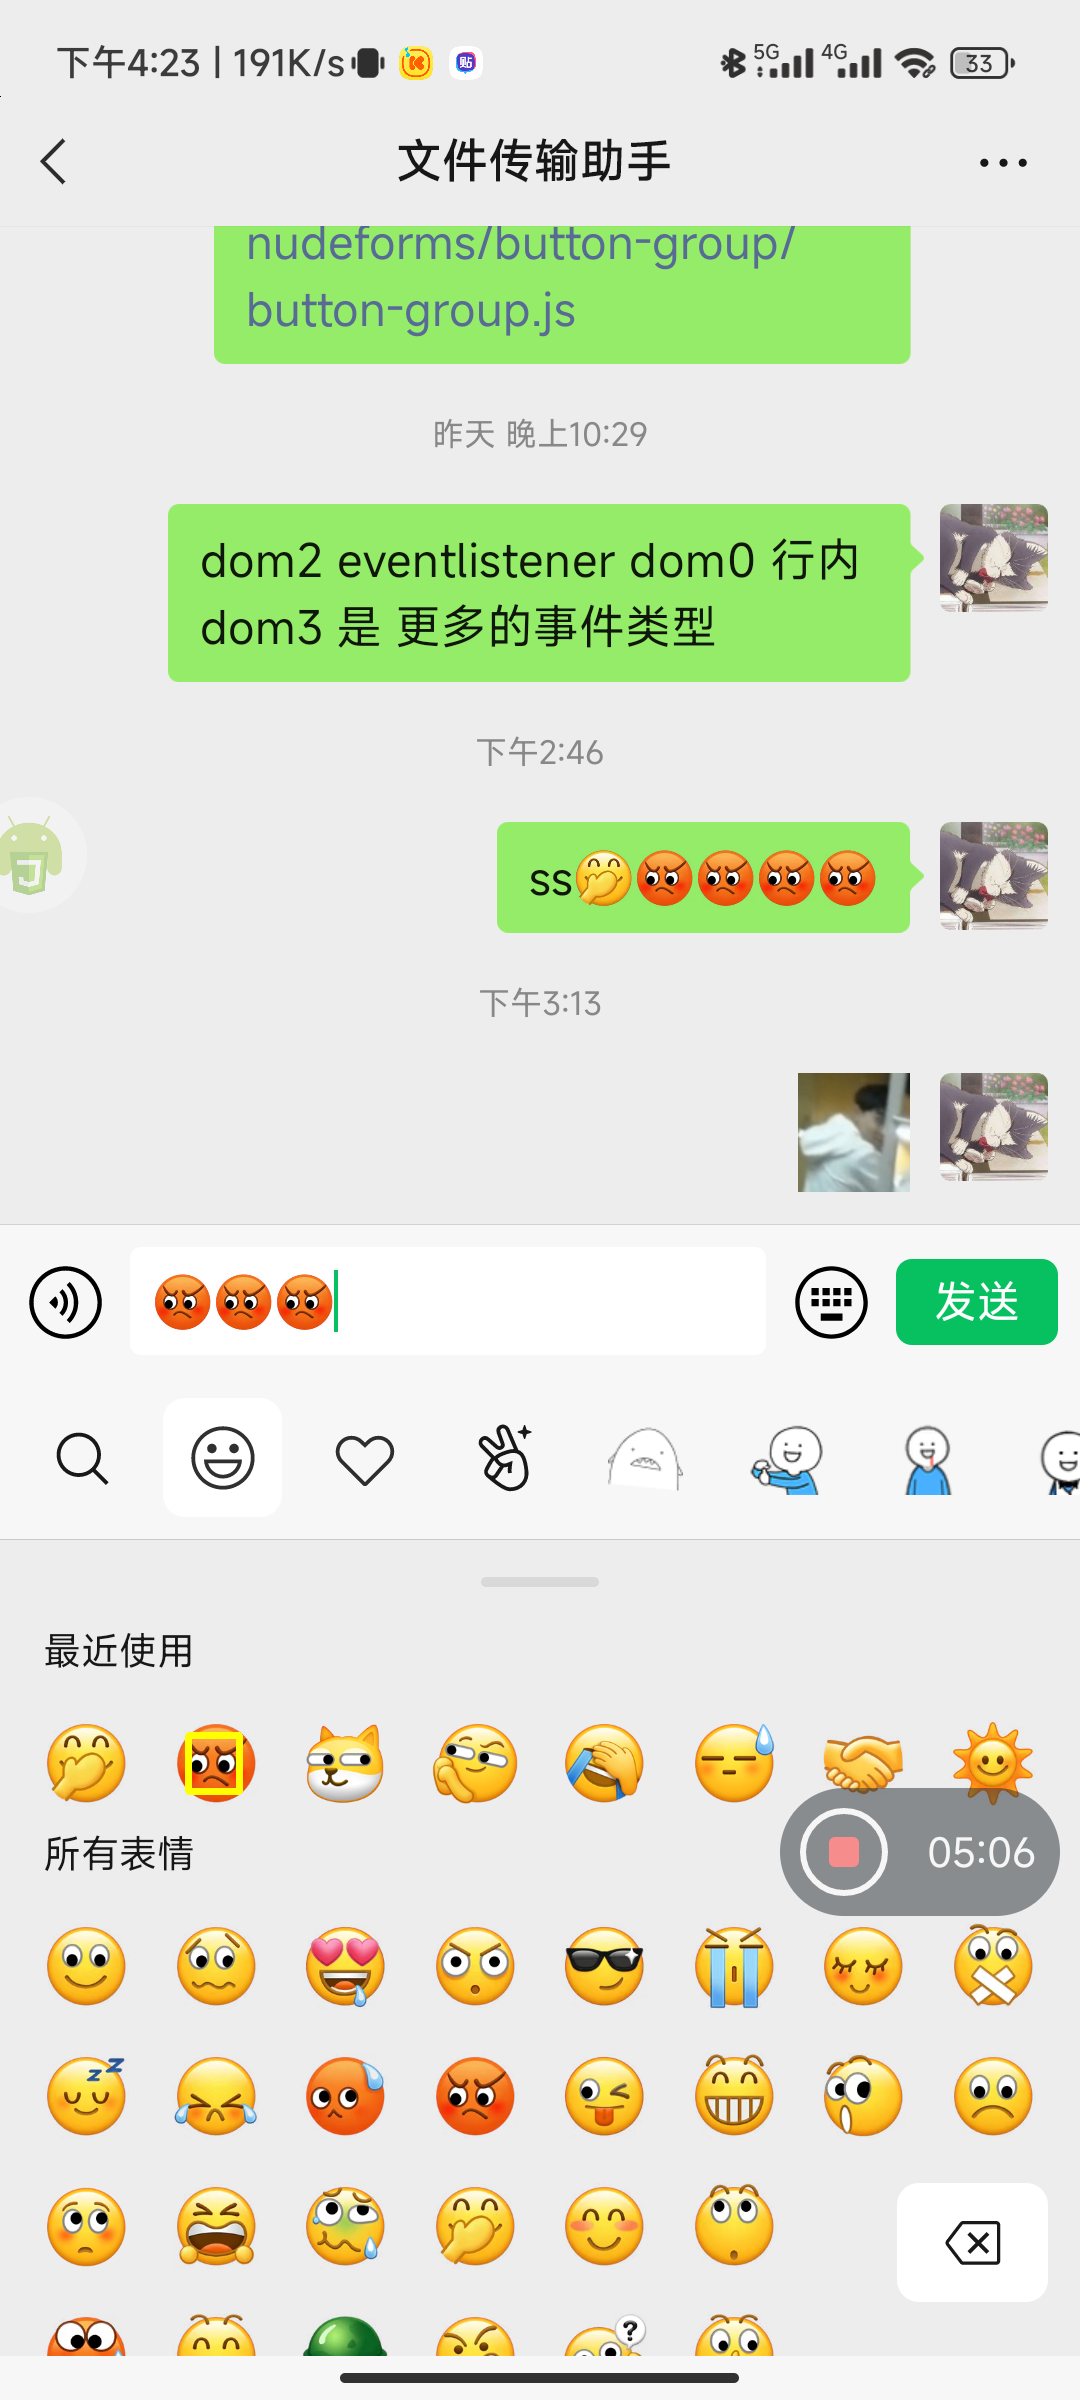 下午4:23 | 191K/s
贴
5G
4G
33
文件传输助手
nudeforms/button-group/
button-group.js
昨天 晚上10:29
dom2 eventlistener dom0 行内
dom3 是 更多的事件类型
下午2:46
ss🤭😡😡😡😡
下午3:13
😡😡😡
发送
最近使用
所有表情
05:06